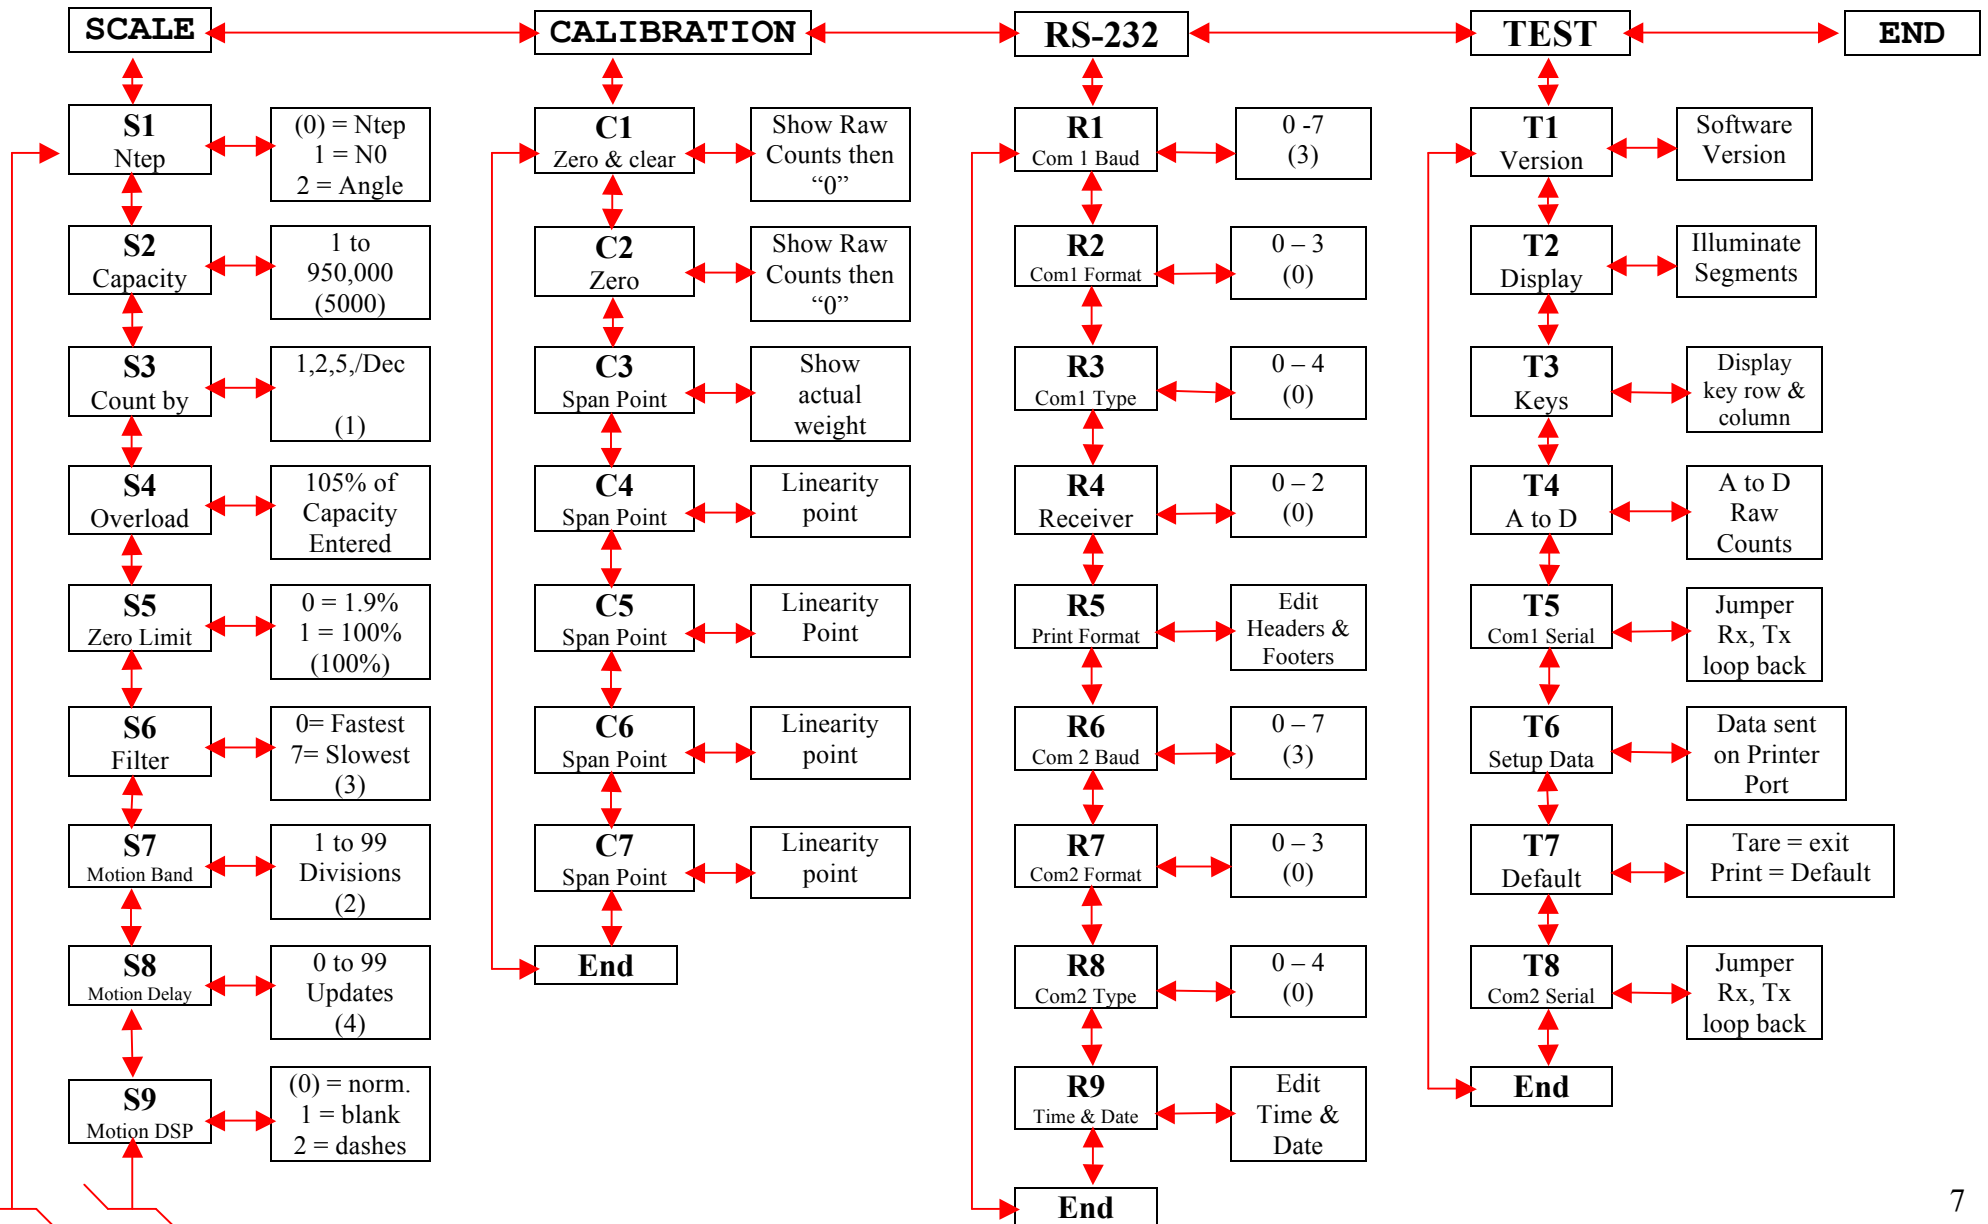 SCALE
CALIBRATION
RS-232
TEST
END
S1
Ntep
(0) = Ntep
1 = N0
2 = Angle
S2
Capacity
1 to
950,000
(5000)
S3
Count by
1,2,5,/Dec
(1)
S4
Overload
105% of
Capacity
Entered
S5
Zero Limit
0 = 1.9%
1 = 100%
(100%)
S6
Filter
0= Fastest
7= Slowest
(3)
S7
Motion Band
1 to 99
Divisions
(2)
S8
Motion Delay
0 to 99
Updates
(4)
S9
Motion DSP
(0) = norm.
1 = blank
2 = dashes
C1
Zero & clear
Show Raw
Counts then
“0”
C2
Zero
Show Raw
Counts then
“0”
C3
Span Point
Show
actual
weight
C4
Span Point
Linearity
point
C5
Span Point
Linearity
Point
C6
Span Point
Linearity
point
C7
Span Point
Linearity
point
End
R1
Com 1 Baud
0 -7
(3)
R2
Com1 Format
0 – 3
(0)
R3
Com1 Type
0 – 4
(0)
R4
Receiver
0 – 2
(0)
R5
Print Format
Edit
Headers &
Footers
R6
Com 2 Baud
0 – 7
(3)
R7
Com2 Format
0 – 3
(0)
R8
Com2 Type
0 – 4
(0)
R9
Time & Date
Edit
Time &
Date
End
T1
Version
Software
Version
T2
Display
Illuminate
Segments
T3
Keys
Display
key row &
column
T4
A to D
A to D
Raw
Counts
T5
Com1 Serial
Jumper
Rx, Tx
loop back
T6
Setup Data
Data sent
on Printer
Port
T7
Default
Tare = exit
Print = Default
T8
Com2 Serial
Jumper
Rx, Tx
loop back
End
7